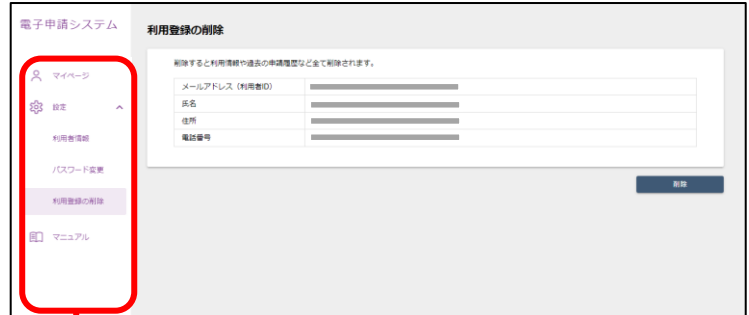 電子申請システム
マイページ
設定
利用者情報
パスワード変更
利用登録の削除
マニュアル
利用登録の削除
削除すると利用情報や過去の申請履歴など全て削除されます。
メールアドレス（利用者ID）
氏名
住所
電話番号
削除